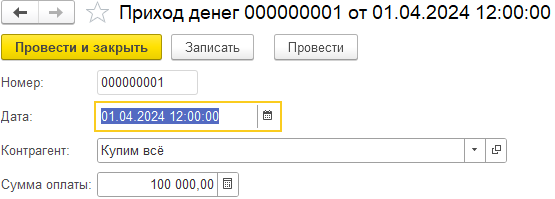 Приход денег 000000001 от 01.04.2024 12:00:00
Провести и закрыть Записать Провести
Номер: 000000001
Дата: 01.04.2024 12:00:00
Контрагент: Купим всё
Сумма оплаты: 100 000,00